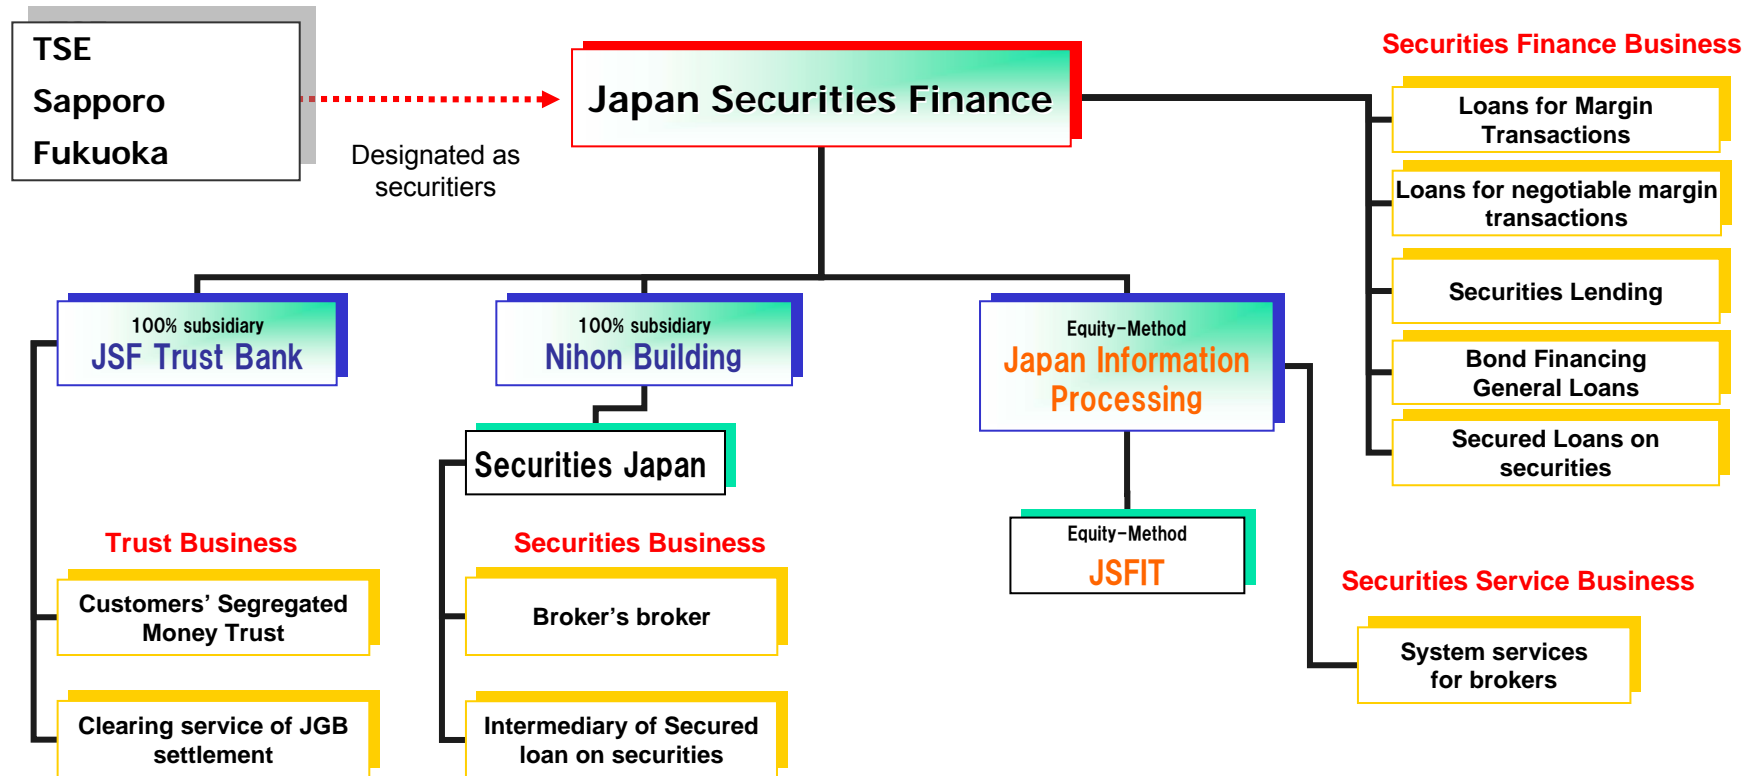 TSE
Sapporo
Fukuoka
Designated as
securitiers
Japan Securities Finance
Securities Finance Business
Loans for Margin
Transactions
Loans for negotiable margin
transactions
Securities Lending
Bond Financing
General Loans
Secured Loans on
securities
100% subsidiary
JSF Trust Bank
100% subsidiary
Nihon Building
Equity-Method
Japan Information
Processing
Securities Japan
Equity-Method
JSFIT
Trust Business
Customers’ Segregated
Money Trust
Clearing service of JGB
settlement
Securities Business
Broker’s broker
Intermediary of Secured
loan on securities
Securities Service Business
System services
for brokers